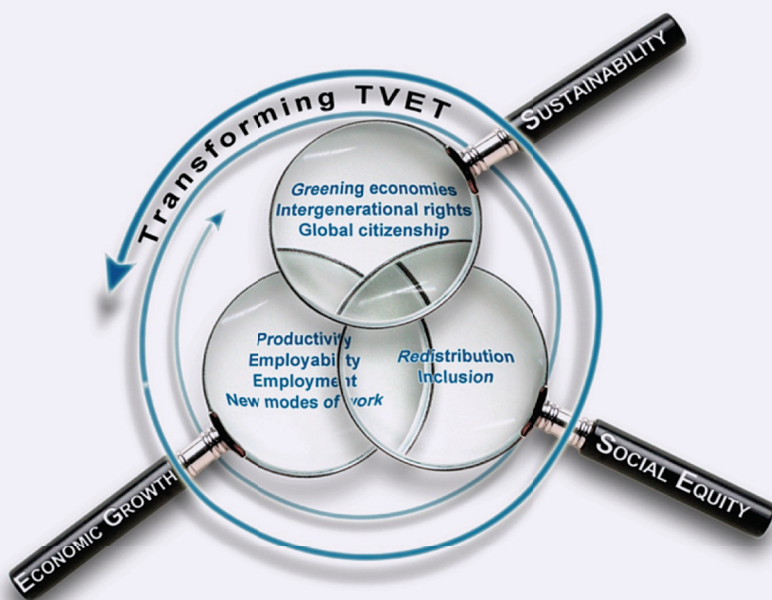 Transforming TVET
SUSTAINABILITY
Greening economies
Intergenerational rights
Global citizenship
Productivity
Employability
Employment
New modes of work
Redistribution
Inclusion
ECONOMIC GROWTH
SOCIAL EQUITY